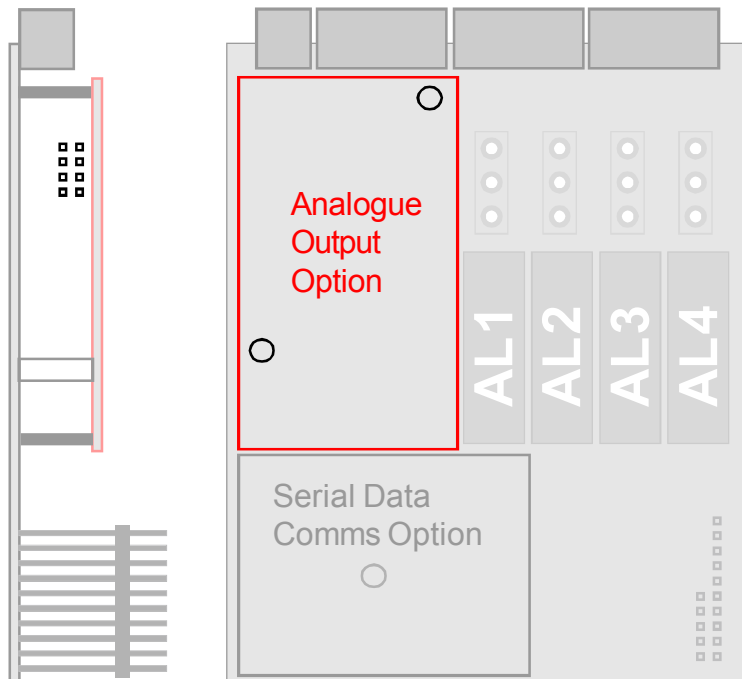 Analogue
Output
Option
AL1
AL2
AL3
AL4
Serial Data
Comms Option